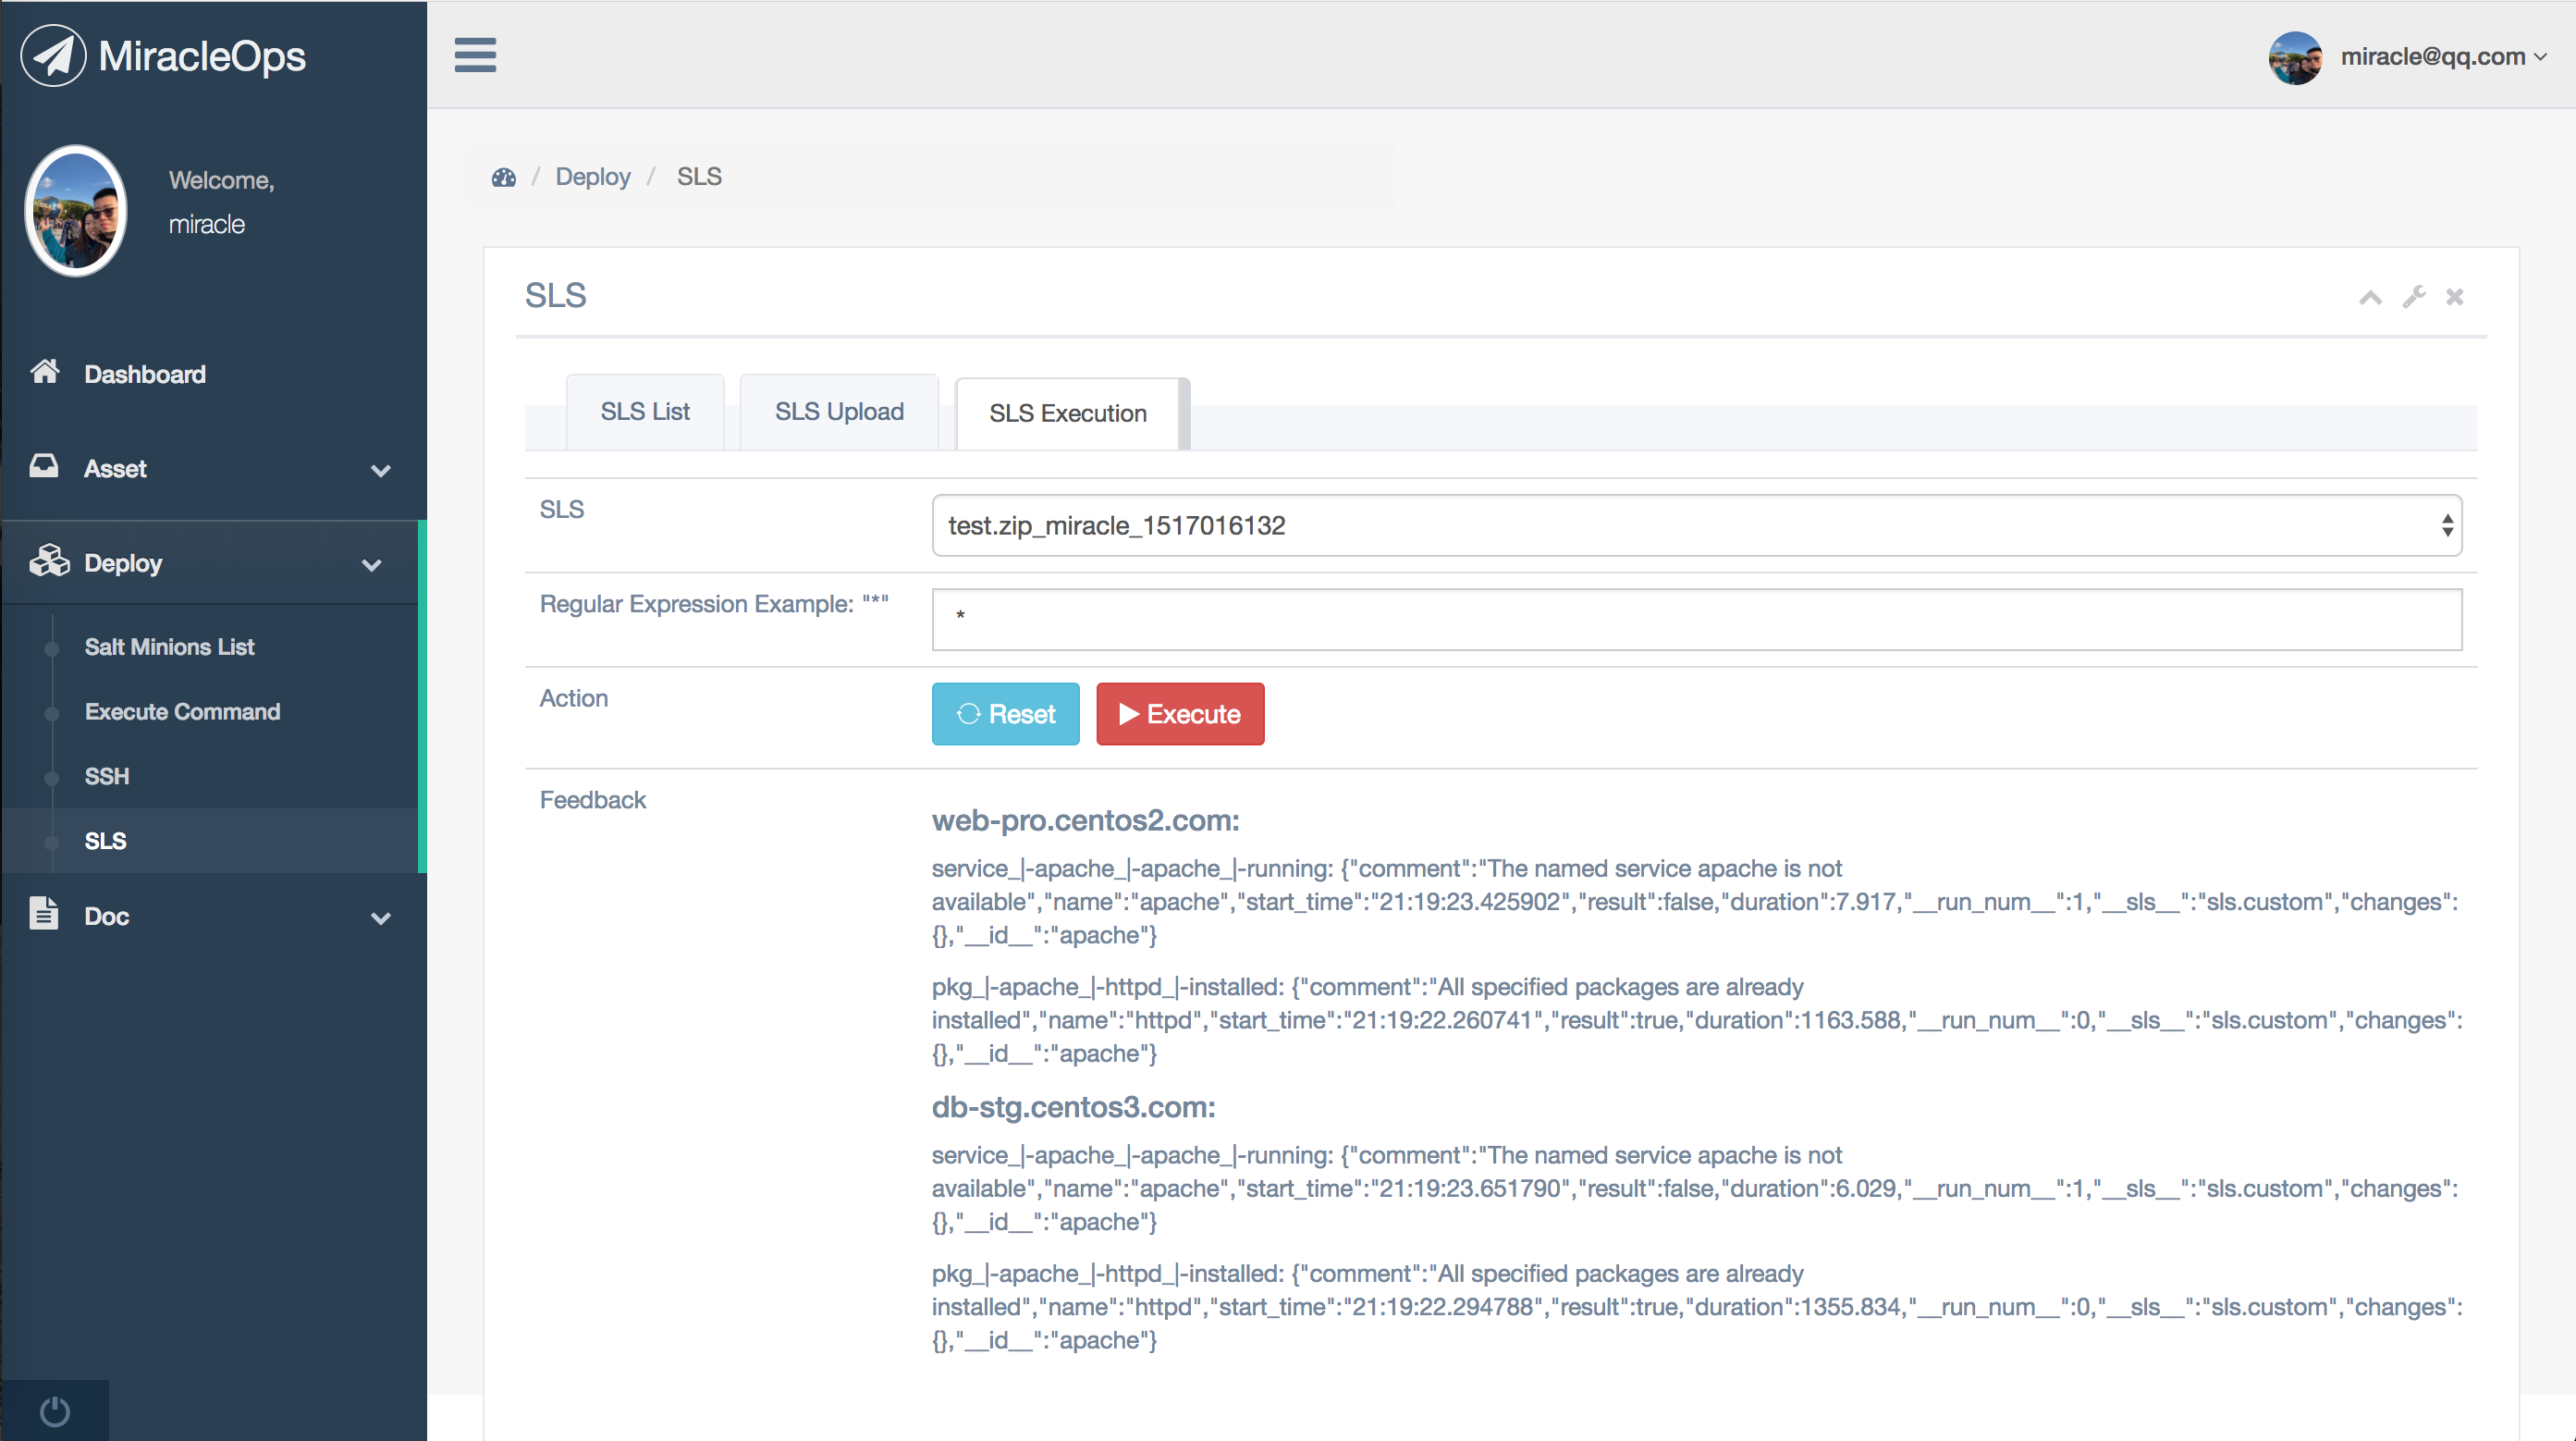 MiracleOps
miracle@qq.com
Welcome,
miracle
/ Deploy / SLS
SLS
Dashboard
Asset
Deploy
Salt Minions List
Execute Command
SSH
SLS
Doc
SLS List
SLS Upload
SLS Execution
SLS
test.zip_miracle_1517016132
Regular Expression Example: "*"
*
Action
Reset
Execute
Feedback
web-pro.centos2.com:
service_|-apache_|-apache_|-running: {"comment":"The named service apache is not
available","name":"apache","start_time":"21:19:23.425902","result":false,"duration":7.917,"__run_num__":1,"__sls__":"sls.custom","changes":
{},"__id__":"apache"}
pkg_|-apache_|-httpd_|-installed: {"comment":"All specified packages are already
installed","name":"httpd","start_time":"21:19:22.260741","result":true,"duration":1163.588,"__run_num__":0,"__sls__":"sls.custom","changes":
{},"__id__":"apache"}
db-stg.centos3.com:
service_|-apache_|-apache_|-running: {"comment":"The named service apache is not
available","name":"apache","start_time":"21:19:23.651790","result":false,"duration":6.029,"__run_num__":1,"__sls__":"sls.custom","changes":
{},"__id__":"apache"}
pkg_|-apache_|-httpd_|-installed: {"comment":"All specified packages are already
installed","name":"httpd","start_time":"21:19:22.294788","result":true,"duration":1355.834,"__run_num__":0,"__sls__":"sls.custom","changes":
{},"__id__":"apache"}